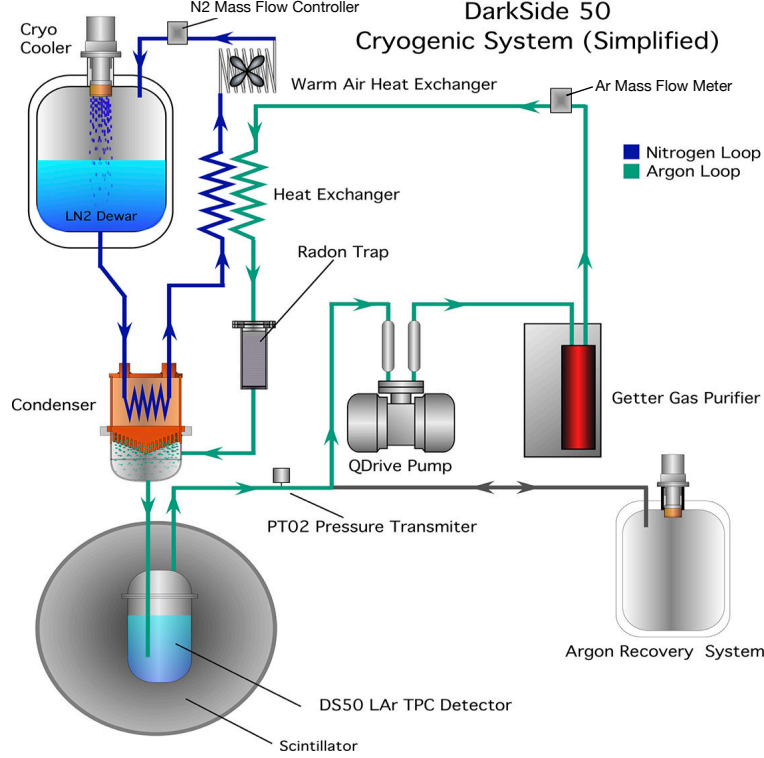 DarkSide 50
Cryogenic System (Simplified)
N2 Mass Flow Controller
Cryo
Cooler
Warm Air Heat Exchanger
Ar Mass Flow Meter
Nitrogen Loop
Argon Loop
LN2 Dewar
Heat Exchanger
Radon Trap
Condenser
Getter Gas Purifier
QDrive Pump
PT02 Pressure Transmiter
Argon Recovery System
DS50 LAr TPC Detector
Scintillator